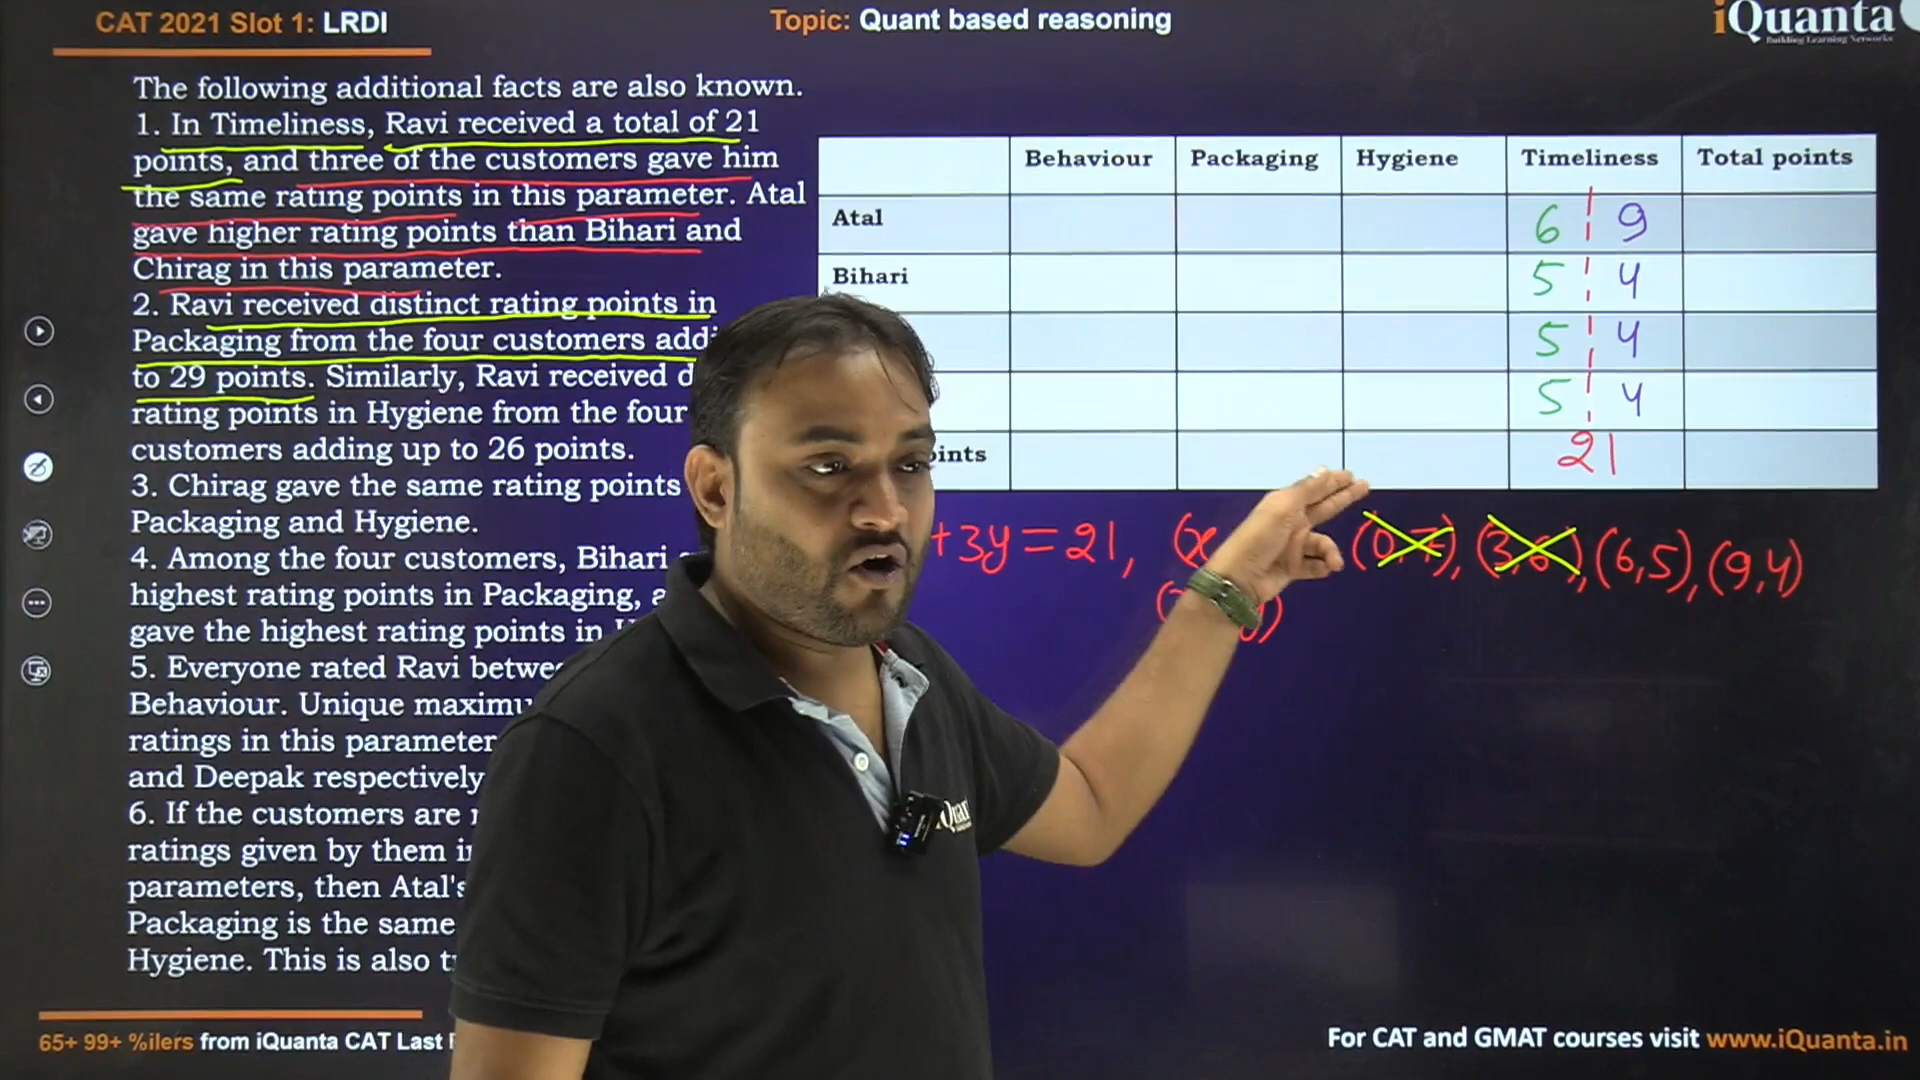 CAT 2021 Slot 1: LRDI
Topic: Quant based reasoning
iQuanta
Building Learning Networks
The following additional facts are also known.
1. In Timeliness, Ravi received a total of 21
points, and three of the customers gave him
the same rating points in this parameter. Atal
gave higher rating points than Bihari and
Chirag in this parameter.
2. Ravi received distinct rating points in
Packaging from the four customers addi
to 29 points. Similarly, Ravi received d
rating points in Hygiene from the four
customers adding up to 26 points.
3. Chirag gave the same rating points
Packaging and Hygiene.
4. Among the four customers, Bihari
highest rating points in Packaging, a
gave the highest rating points in H
5. Everyone rated Ravi betwee
Behaviour. Unique maximu
ratings in this parameter
and Deepak respectively
6. If the customers are r
ratings given by them in
parameters, then Atal's
Packaging is the same
Hygiene. This is also t
Behaviour Packaging Hygiene Timeliness Total points
Atal 6 9
Bihari 5 4
5 4
5 4
oints 21
+3y=21, (x (6,5), (9,4)
y)
iQuan
65+ 99+ %ilers from iQuanta CAT Last
For CAT and GMAT courses visit www.iQuanta.in